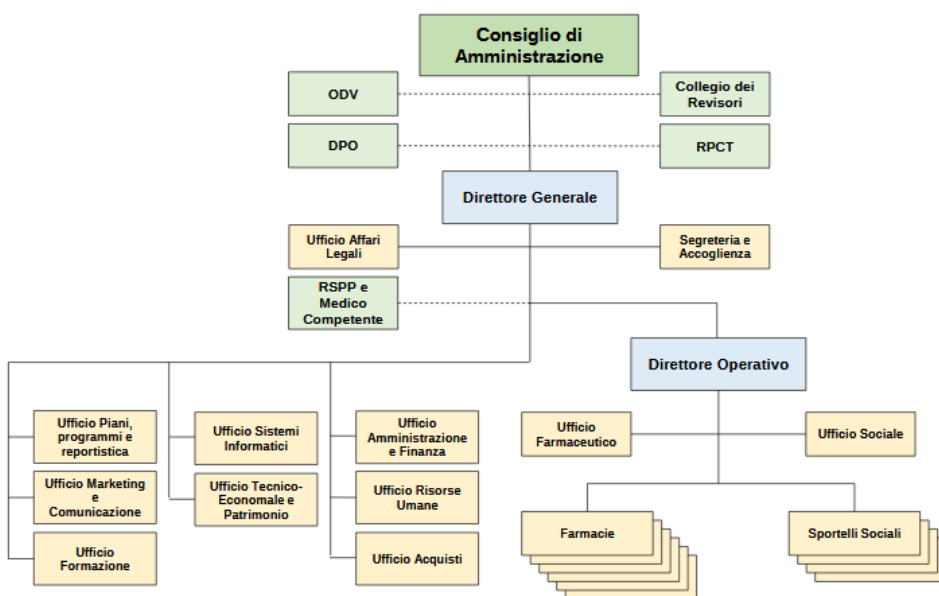 Consiglio di
Amministrazione
ODV
Collegio dei
Revisori
DPO
RPCT
Direttore Generale
Ufficio Affari
Legali
Segreteria e
Accoglienza
RSPP e
Medico
Competente
Direttore Operativo
Ufficio Piani,
programmi e
reportistica
Ufficio Sistemi
Informatici
Ufficio
Amministrazione
e Finanza
Ufficio
Farmaceutico
Ufficio Sociale
Ufficio Marketing
e
Comunicazione
Ufficio Tecnico-
Economale e
Patrimonio
Ufficio Risorse
Umane
Ufficio
Formazione
Ufficio Acquisti
Farmacie
Sportelli Sociali